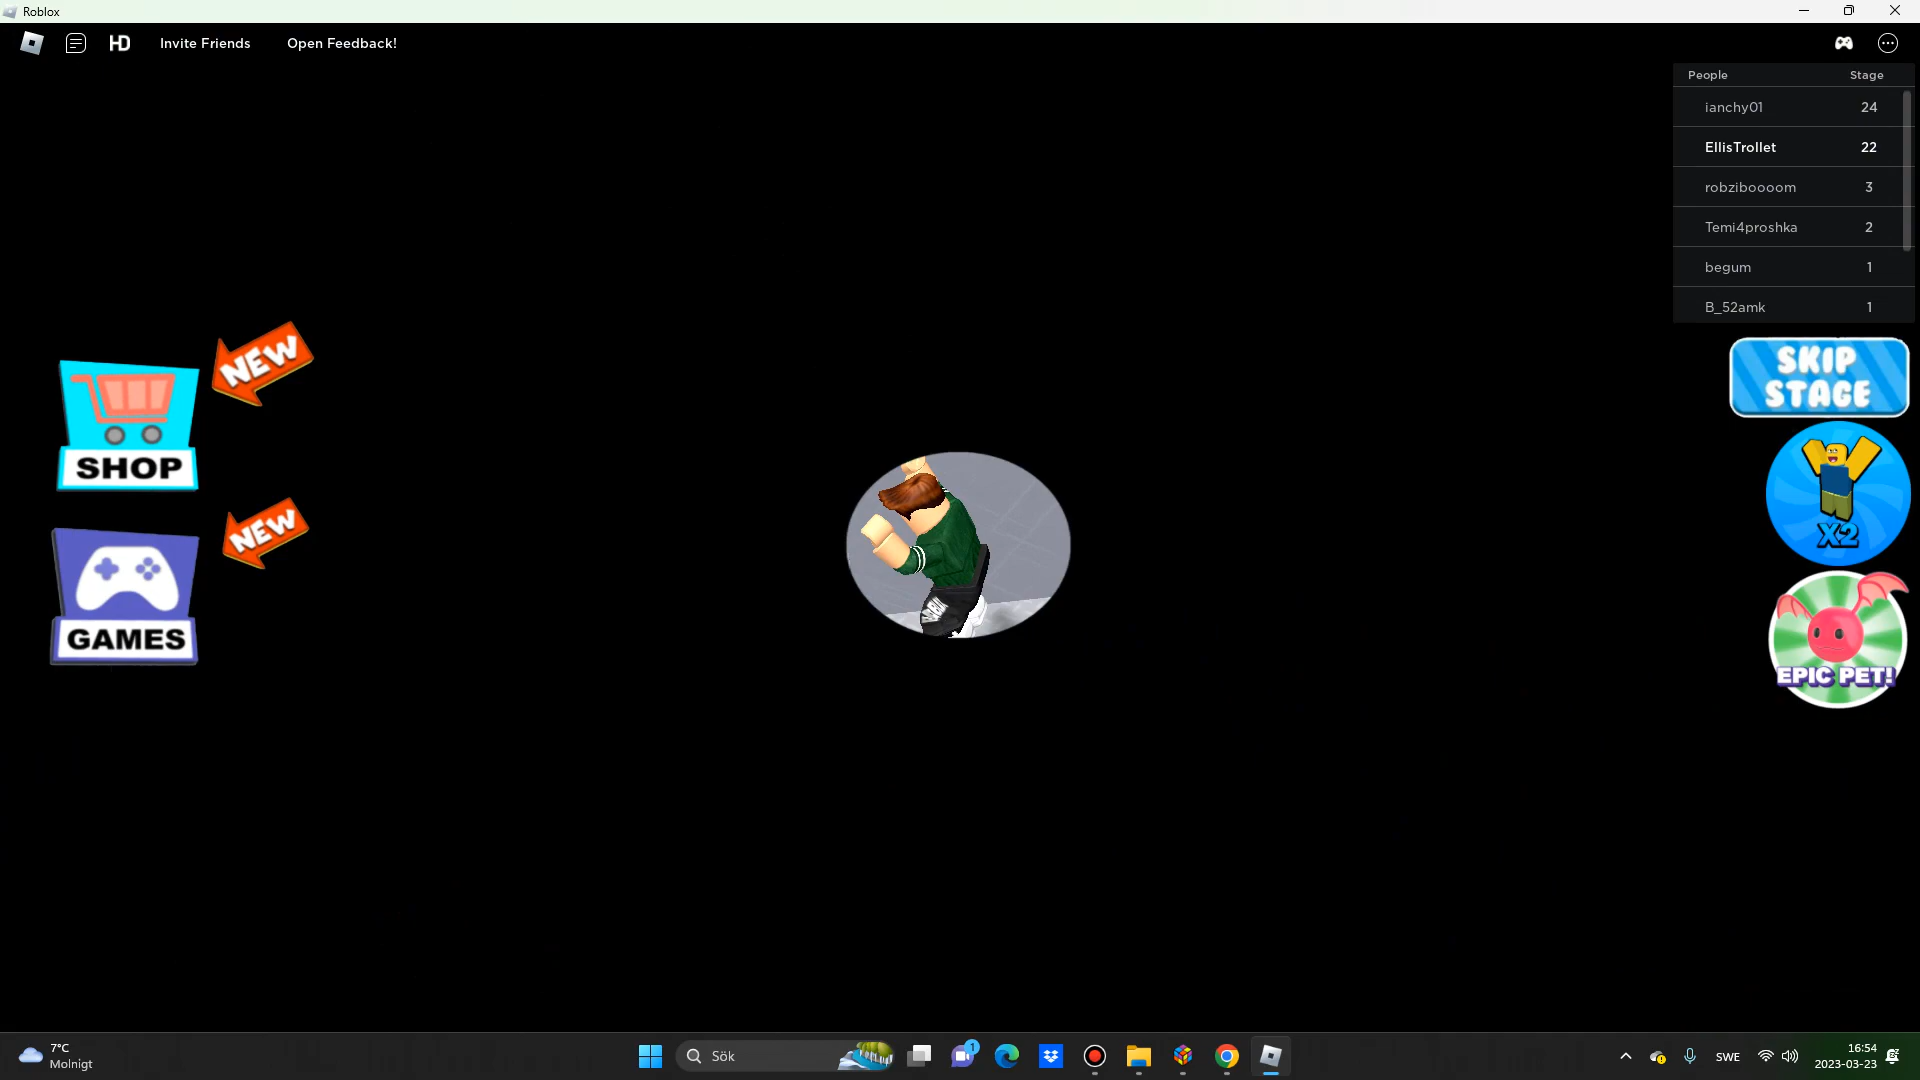 Roblox
HD
Invite Friends
Open Feedback!
People Stage
ianchy01 24
EllisTrollet 22
robziboooom 3
Temi4proshka 2
begum 1
B_52amk 1
NEW
SHOP
NEW
GAMES
SKIP
STAGE
X2
EPIC PET!
7°C
Molnigt
Sök
1
SWE
16:54
2023-03-23